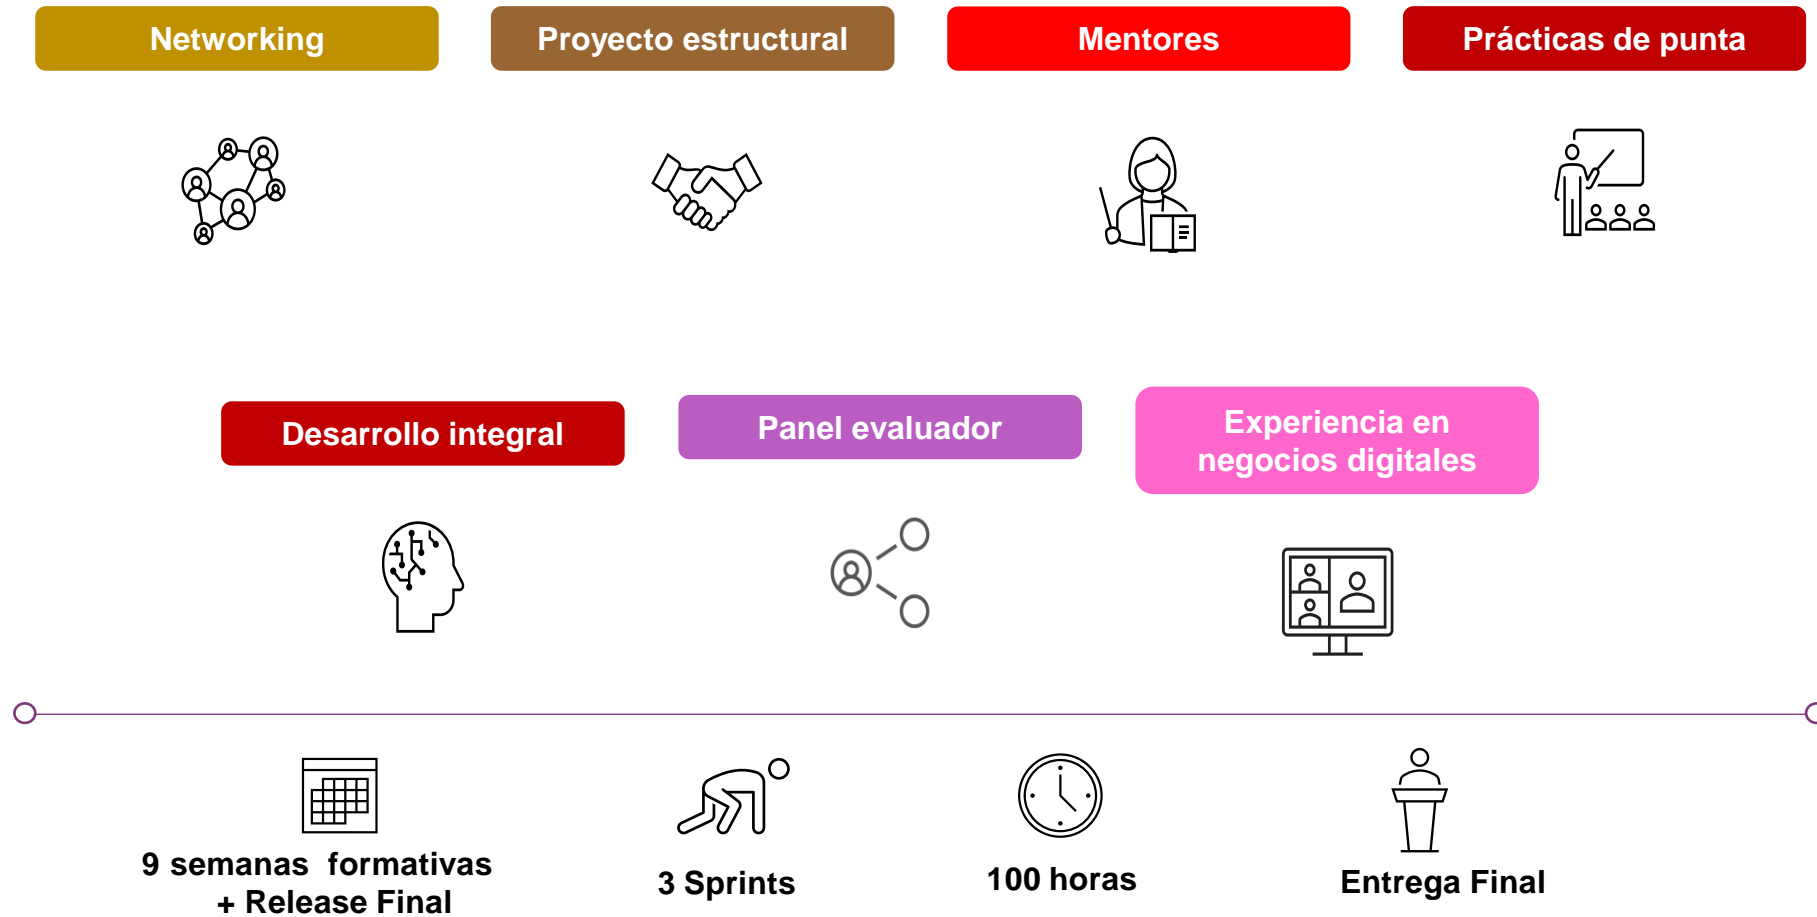 Networking
Proyecto estructural
Mentores
Prácticas de punta
Desarrollo integral
Panel evaluador
Experiencia en
negocios digitales
9 semanas  formativas
+ Release Final
3 Sprints
100 horas
Entrega Final